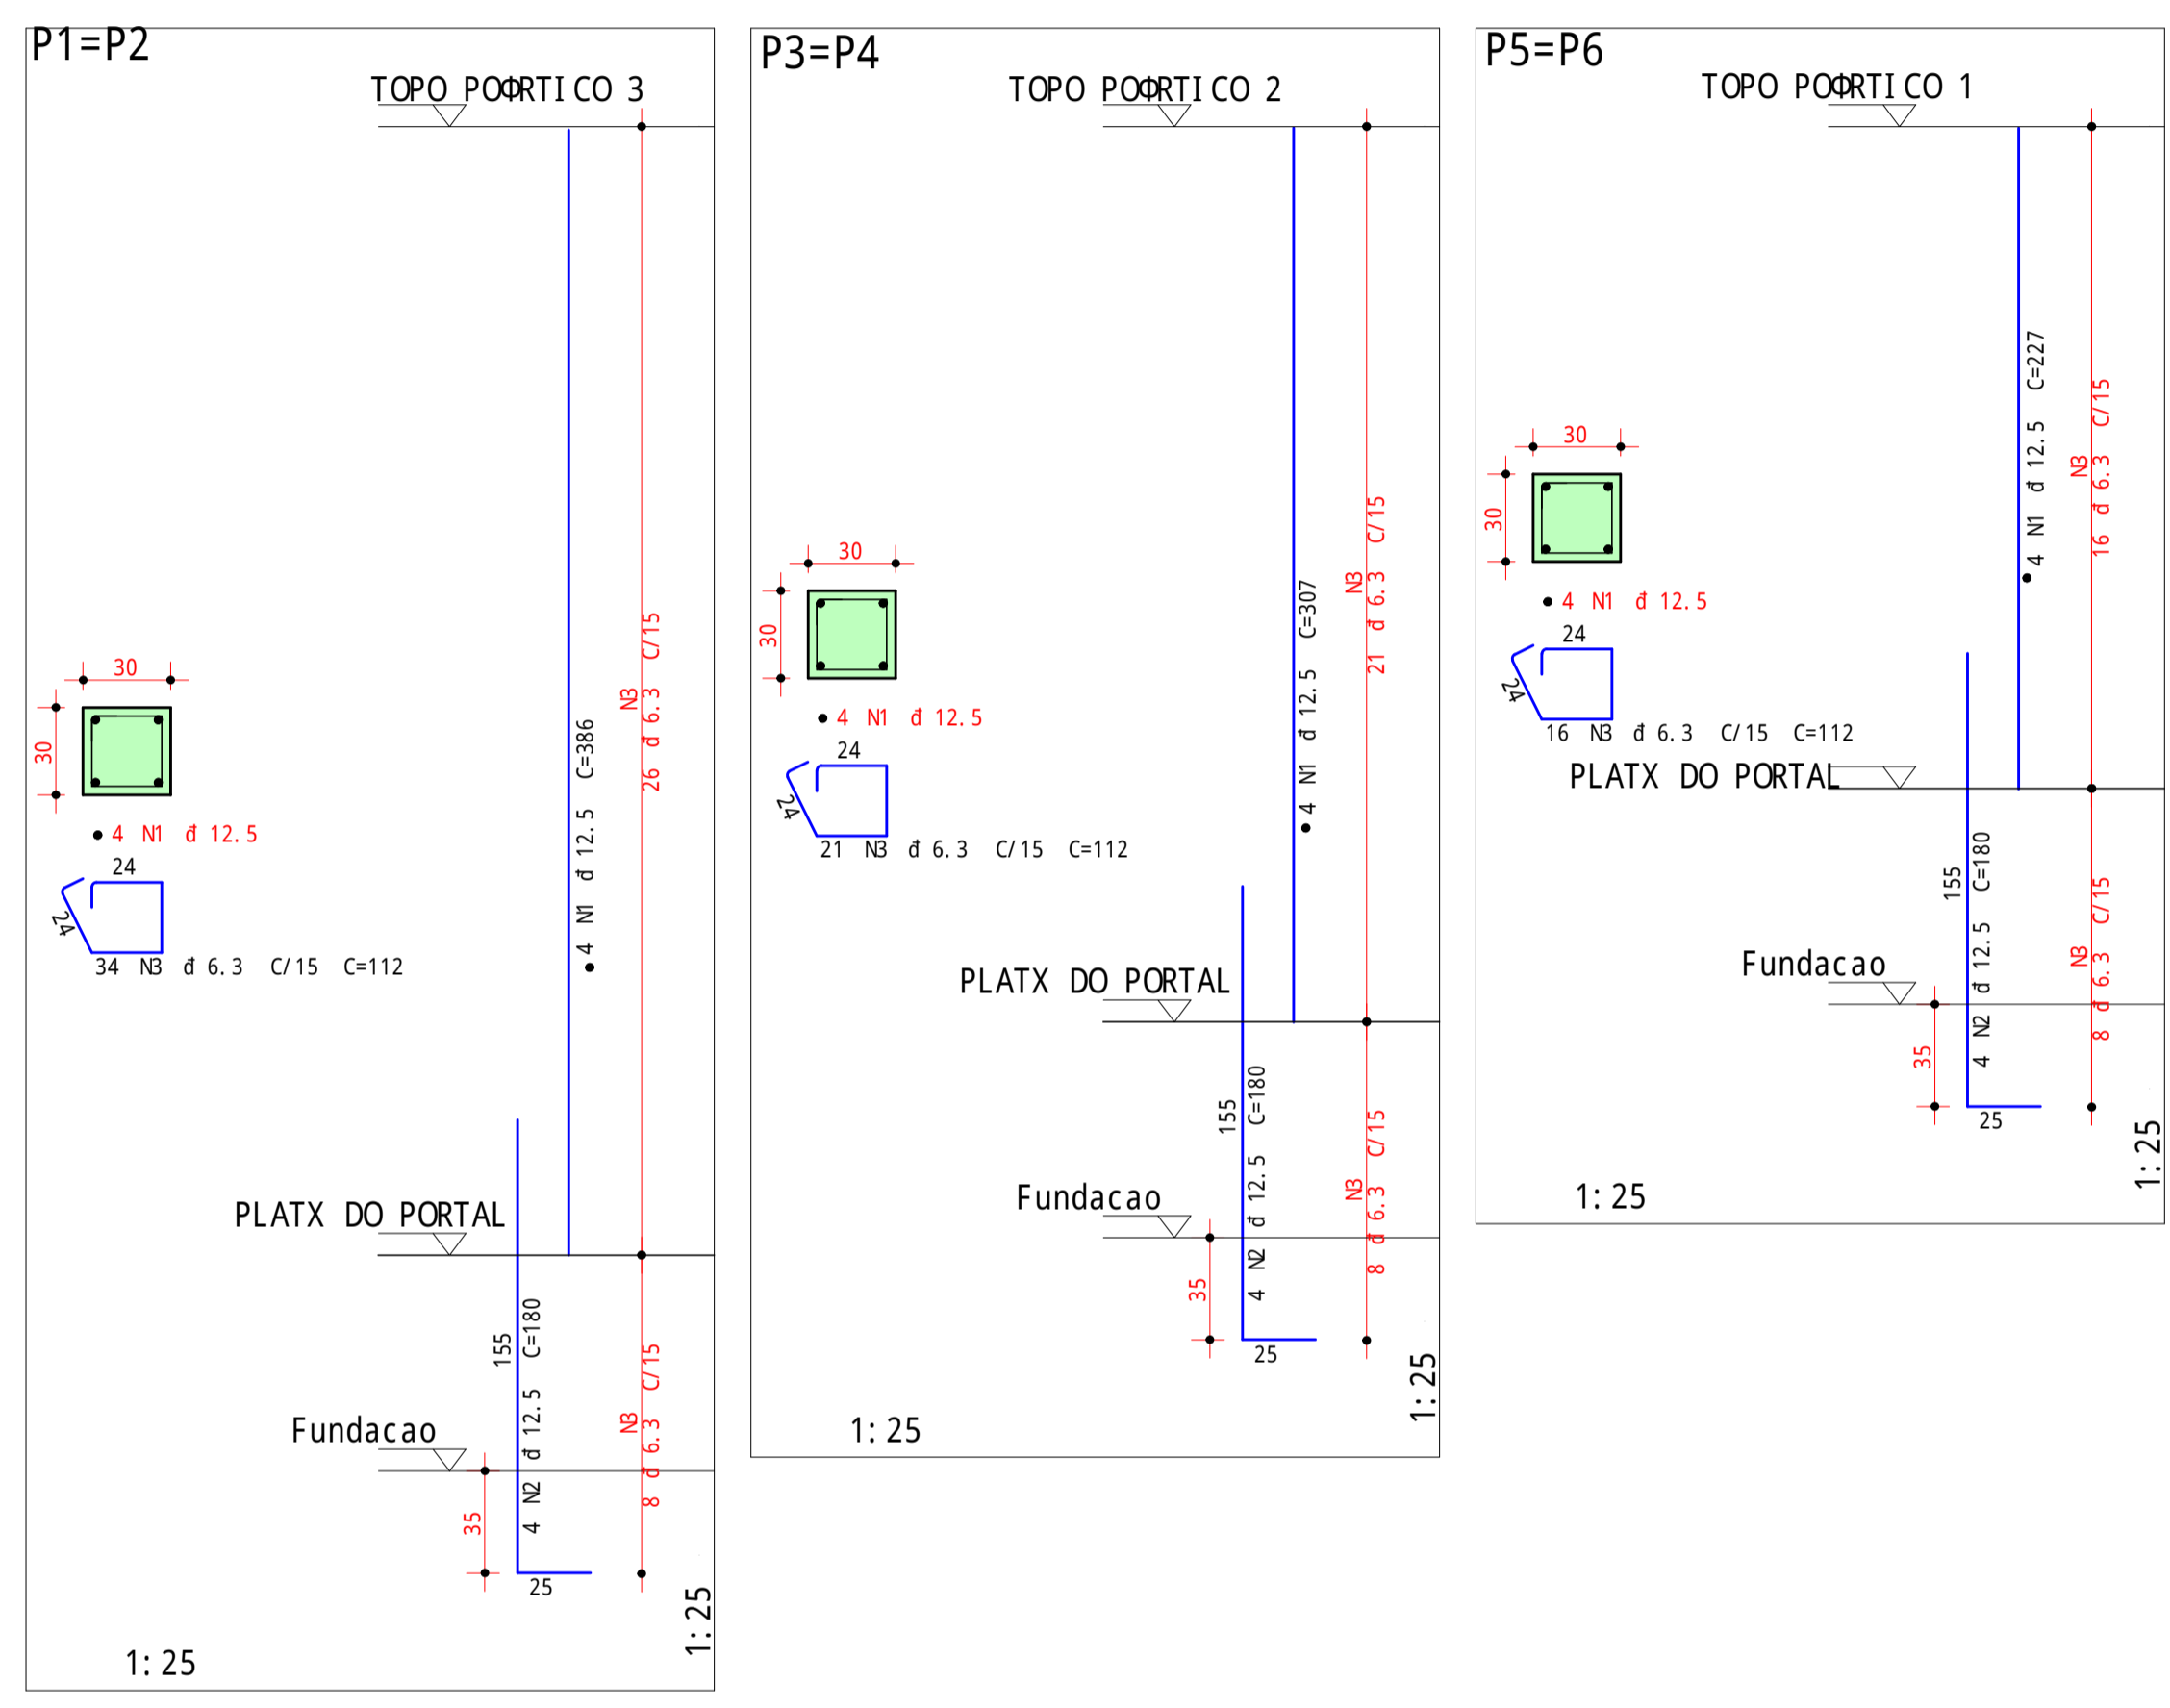 P1=P2
TOPO POØRTICO 3
30
30
4 N1 đ 12.5
24
24
34 N3 đ 6.3 C/15 C=112
4 N1 đ 12.5 C=386
N3
26 đ 6.3 C/15
PLATX DO PORTAL
155
4 N2 đ 12.5 C=180
N3
8 đ 6.3 C/15
Fundacao
35
25
1:25
1:25
P3=P4
TOPO POØRTICO 2
30
30
4 N1 đ 12.5
24
24
21 N3 đ 6.3 C/15 C=112
4 N1 đ 12.5 C=307
N3
21 đ 6.3 C/15
PLATX DO PORTAL
155
4 N2 đ 12.5 C=180
N3
8 đ 6.3 C/15
Fundacao
35
25
1:25
1:25
P5=P6
TOPO POØRTICO 1
30
30
4 N1 đ 12.5
24
24
16 N3 đ 6.3 C/15 C=112
4 N1 đ 12.5 C=227
N3
16 đ 6.3 C/15
PLATX DO PORTAL
155
4 N2 đ 12.5 C=180
N3
8 đ 6.3 C/15
Fundacao
35
25
1:25
1:25